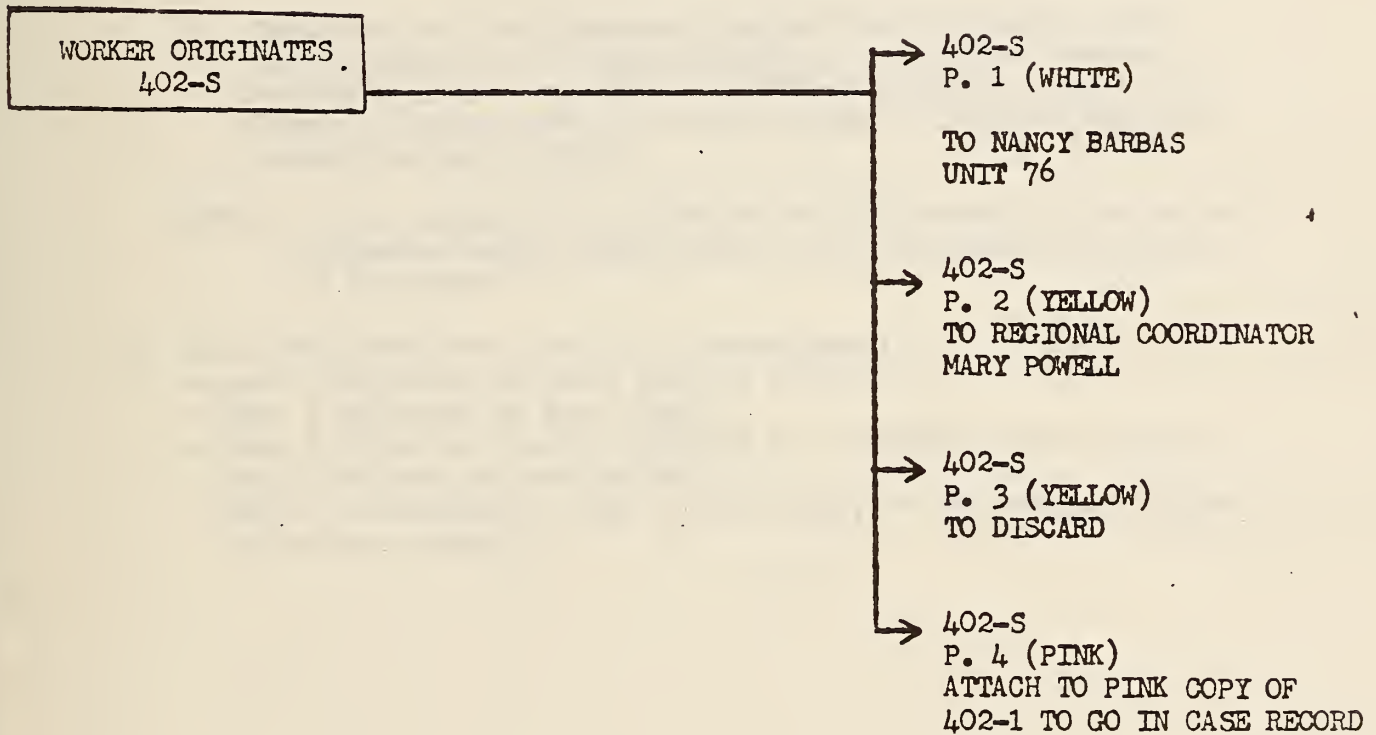 WORKER ORIGINATES
402-S
402-S
P. 1 (WHITE)
TO NANCY BARBAS
UNIT 76
402-S
P. 2 (YELLOW)
TO REGIONAL COORDINATOR
MARY POWELL
402-S
P. 3 (YELLOW)
TO DISCARD
402-S
P. 4 (PINK)
ATTACH TO PINK COPY OF
402-1 TO GO IN CASE RECORD